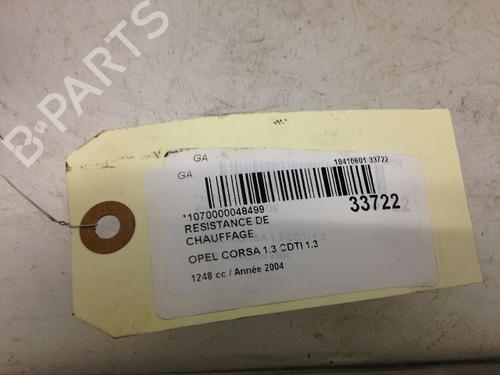 B-PARTS
GA
18410601:33722
GA
*1070000048499
33722
RESISTANCE DE
CHAUFFAGE
OPEL CORSA 1.3 CDTI 1.3
1248 cc / Année 2004